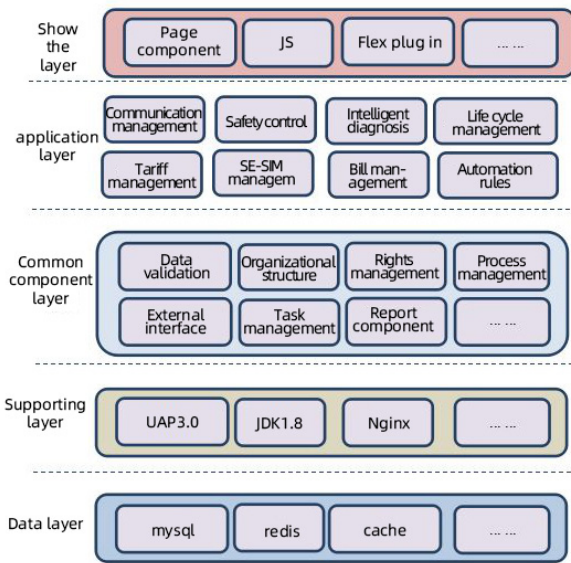 Show
the
layer
Page
component
JS
Flex plug in
... ...
application
layer
Communication
management
Safety control
Intelligent
diagnosis
Life cycle
management
Tariff
management
SE-SIM
managem
Bill man-
agement
Automation
rules
Common
component
layer
Data
validation
Organizational
structure
Rights
management
Process
management
External
interface
Task
management
Report
component
... ...
Supporting
layer
UAP3.0
JDK1.8
Nginx
... ...
Data layer
mysql
redis
cache
... ...